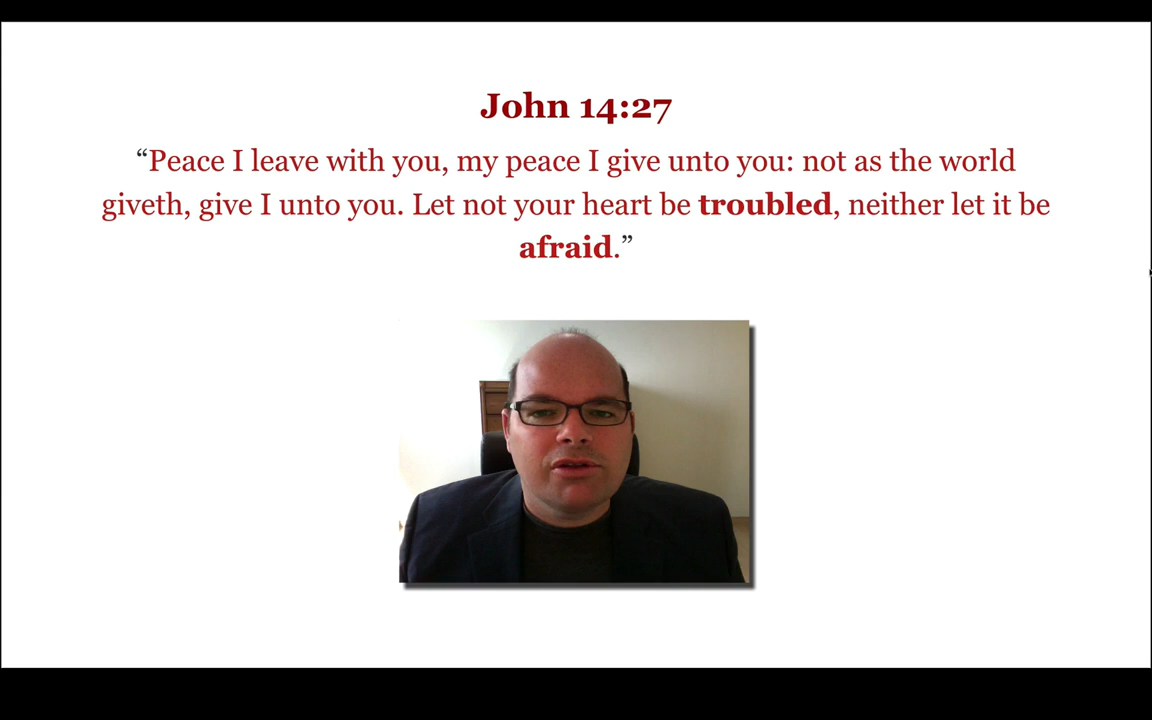 John 14:27
“Peace I leave with you, my peace I give unto you: not as the world
giveth, give I unto you. Let not your heart be troubled, neither let it be
afraid.”